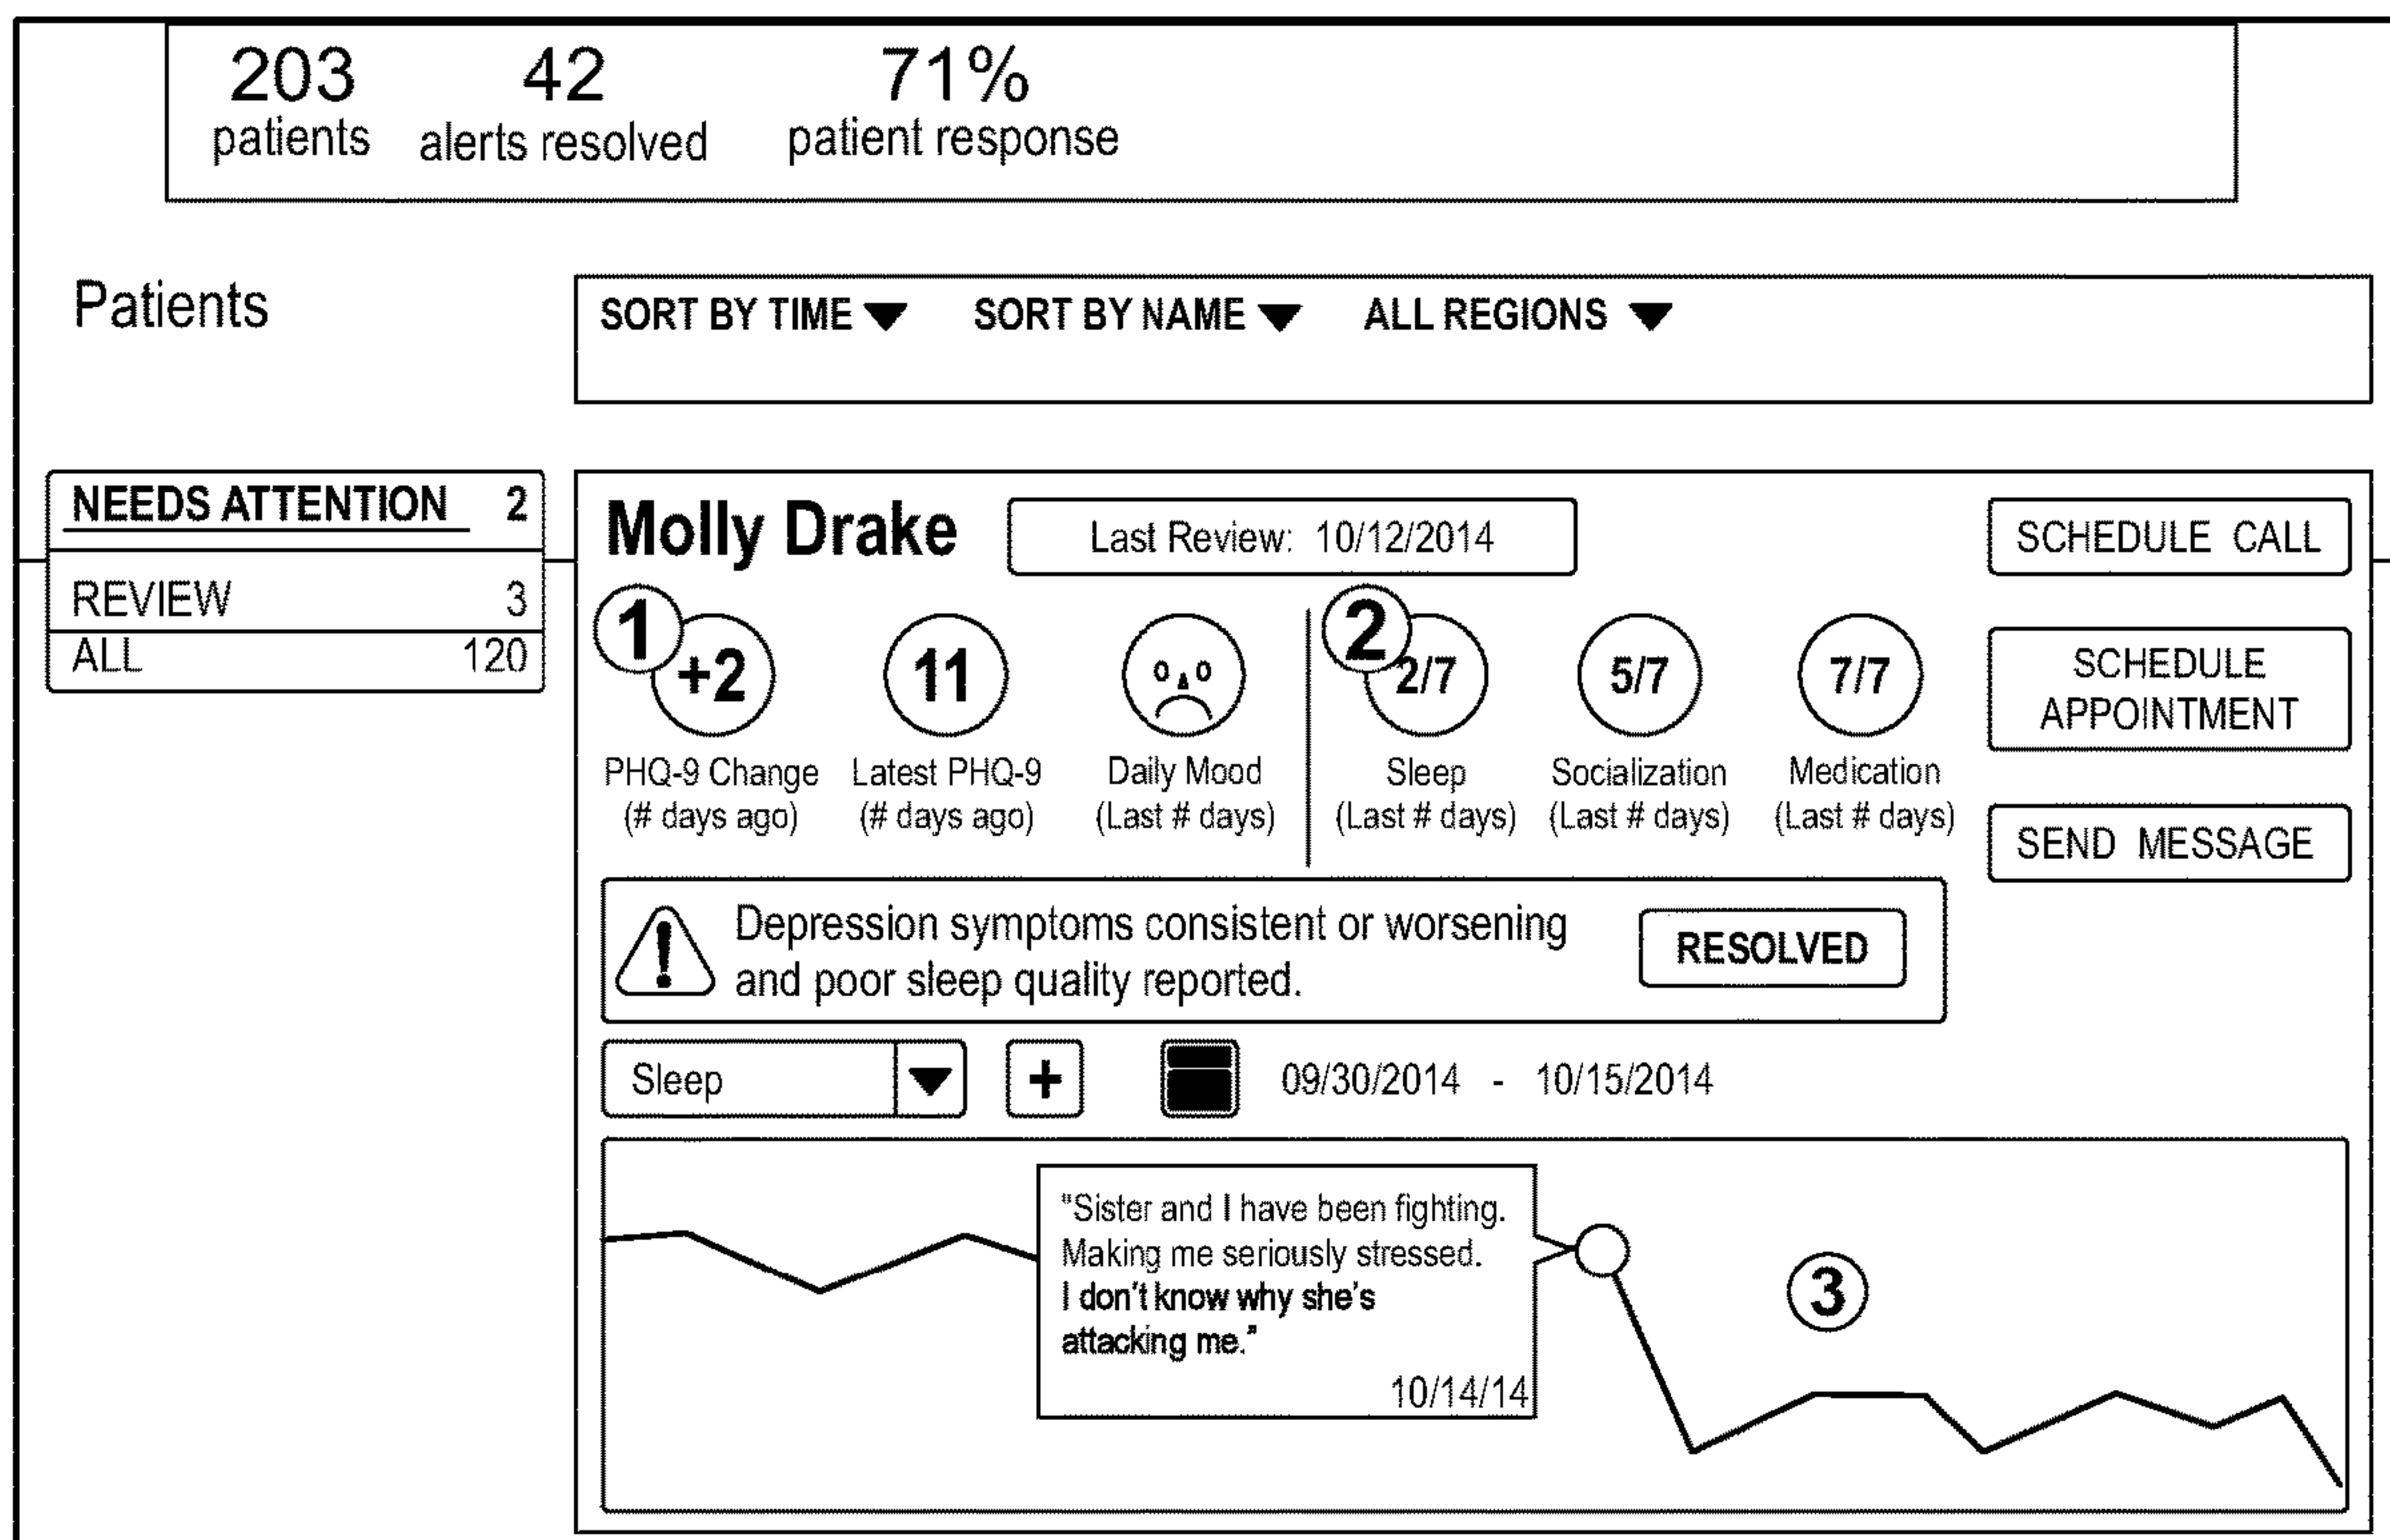 203 42 71%
patients alerts resolved patient response
Patients
SORT BY TIME SORT BY NAME ALL REGIONS
NEEDS ATTENTION 2
REVIEW 3
ALL 120
Molly Drake
Last Review: 10/12/2014
SCHEDULE CALL
1 2
+2 11 2/7 5/7 7/7
PHQ-9 Change Latest PHQ-9 Daily Mood Sleep Socialization Medication
(# days ago) (# days ago) (Last # days) (Last # days) (Last # days) (Last # days)
SCHEDULE
APPOINTMENT
SEND MESSAGE
Depression symptoms consistent or worsening
and poor sleep quality reported.
RESOLVED
Sleep + 09/30/2014 - 10/15/2014
"Sister and I have been fighting.
Making me seriously stressed.
I don't know why she's
attacking me."
10/14/14
3